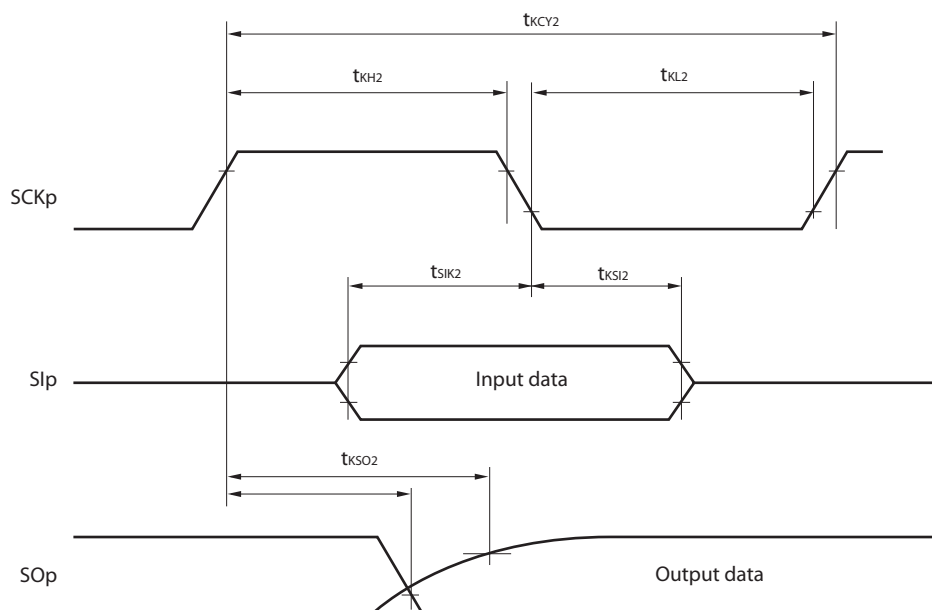 tKCY2
tKH2
tKL2
SCKp
tSIK2
tKSI2
SIp
Input data
tKSO2
SOp
Output data